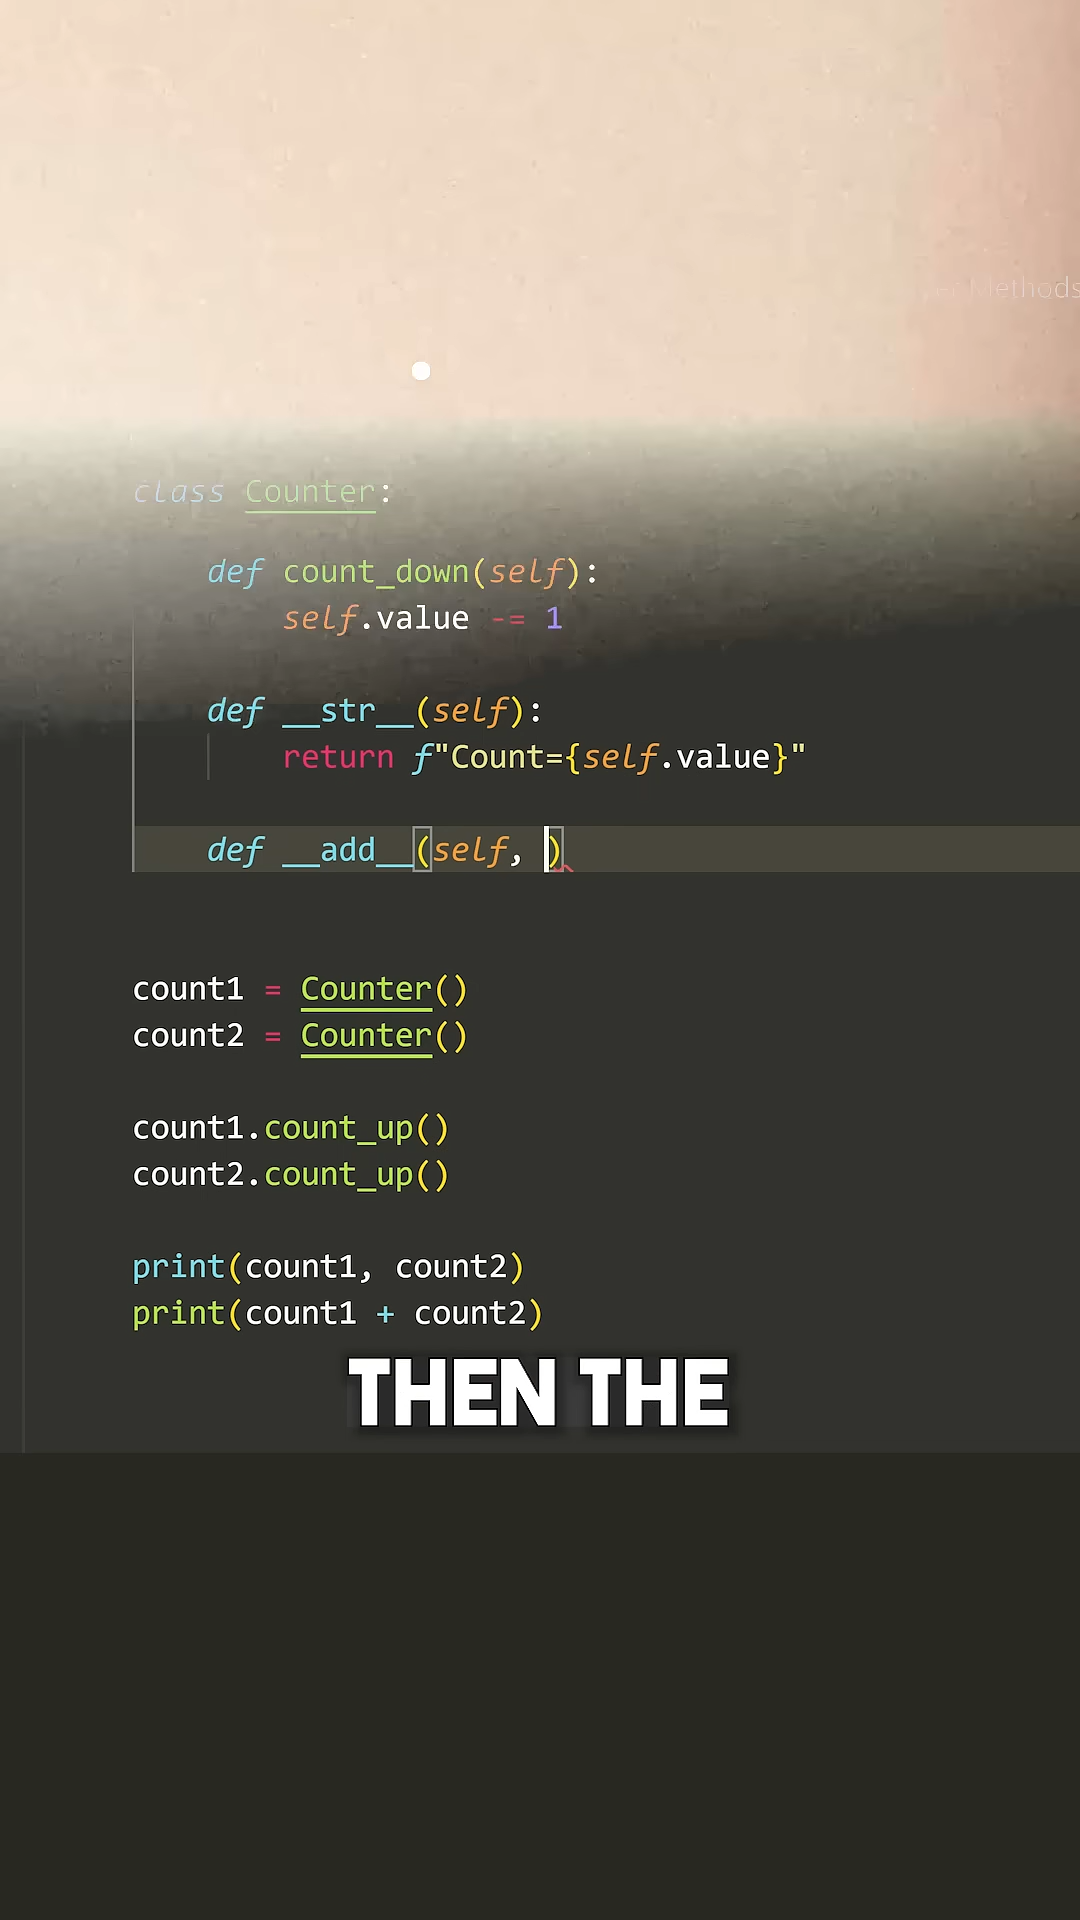 Methods
class Counter:
def count_down(self):
self.value -= 1
def __str__(self):
return f"Count={self.value}"
def __add__(self, )
count1 = Counter()
count2 = Counter()
count1.count_up()
count2.count_up()
print(count1, count2)
print(count1 + count2)
THEN THE